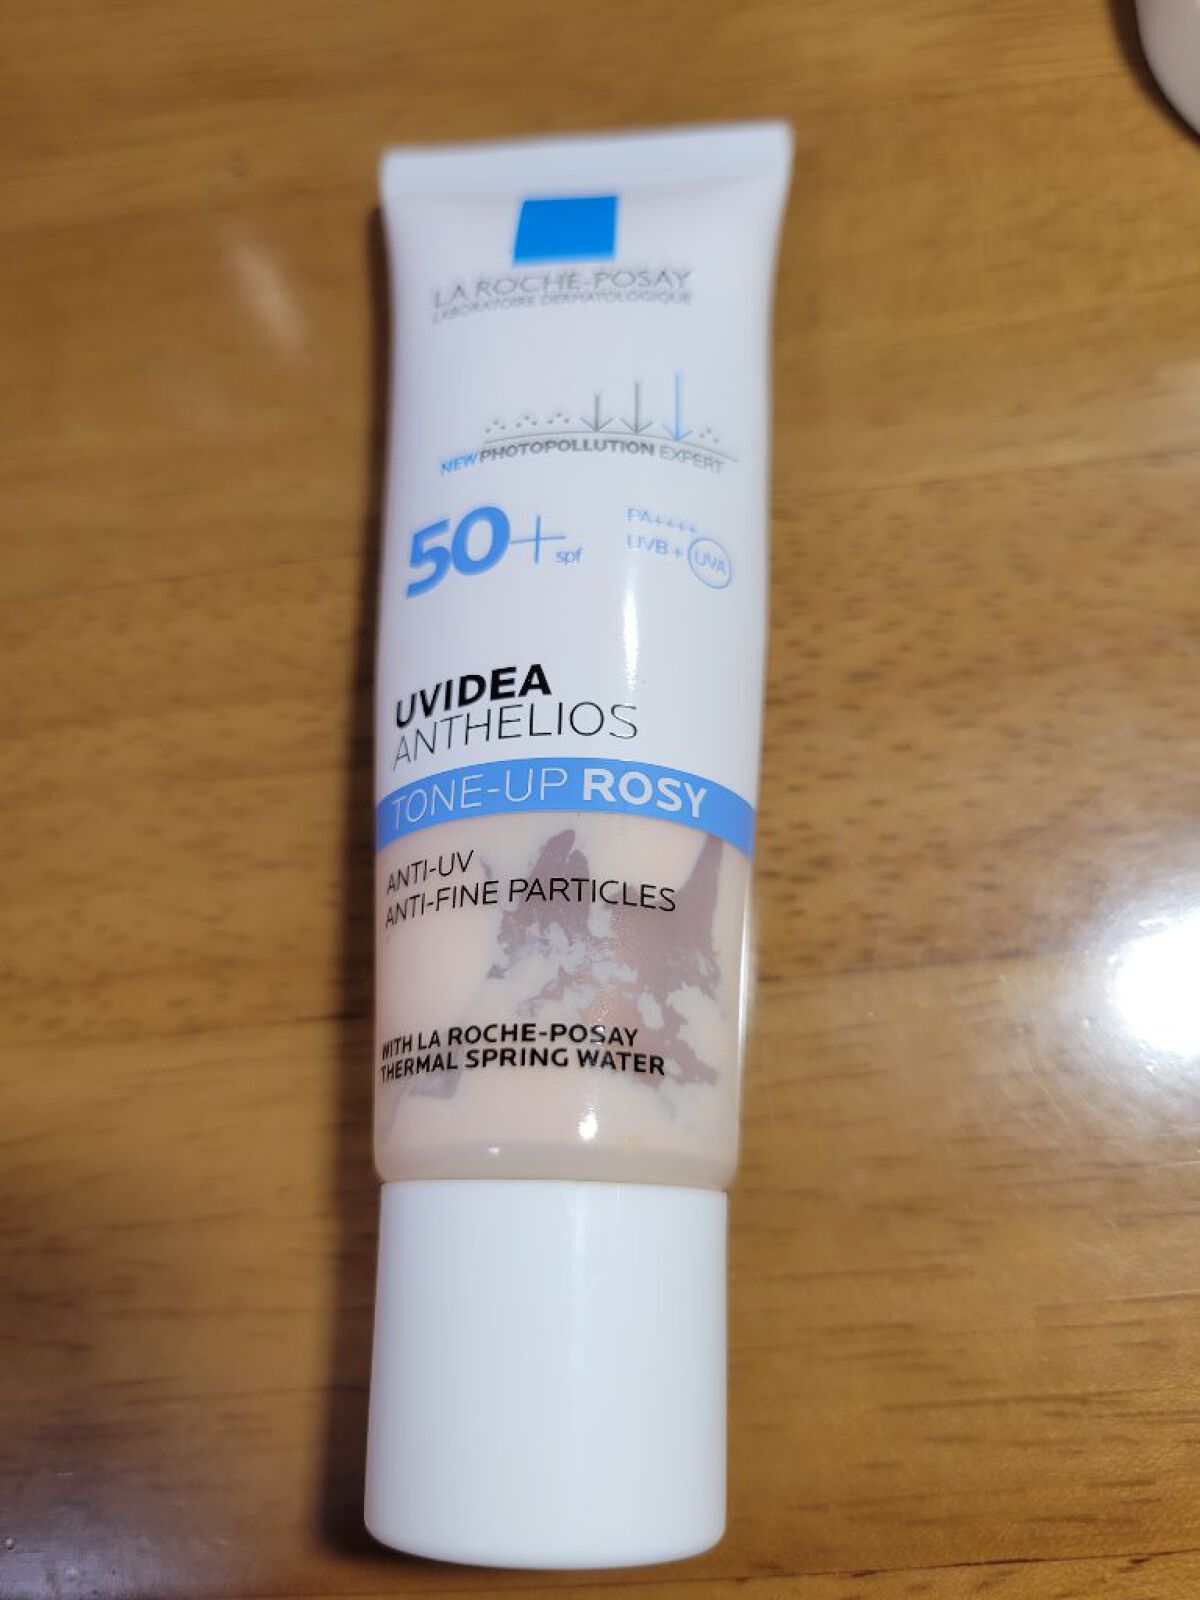 LA ROCHE-POSAY
LABORATOIRE DERMATOLOGIQUE
NEW PHOTOPOLLUTION EXPERT
50+ spf
PA++++
UVB + UVA
UVIDEA
ANTHELIOS
TONE-UP ROSY
ANTI-UV
ANTI-FINE PARTICLES
WITH LA ROCHE-POSAY
THERMAL SPRING WATER